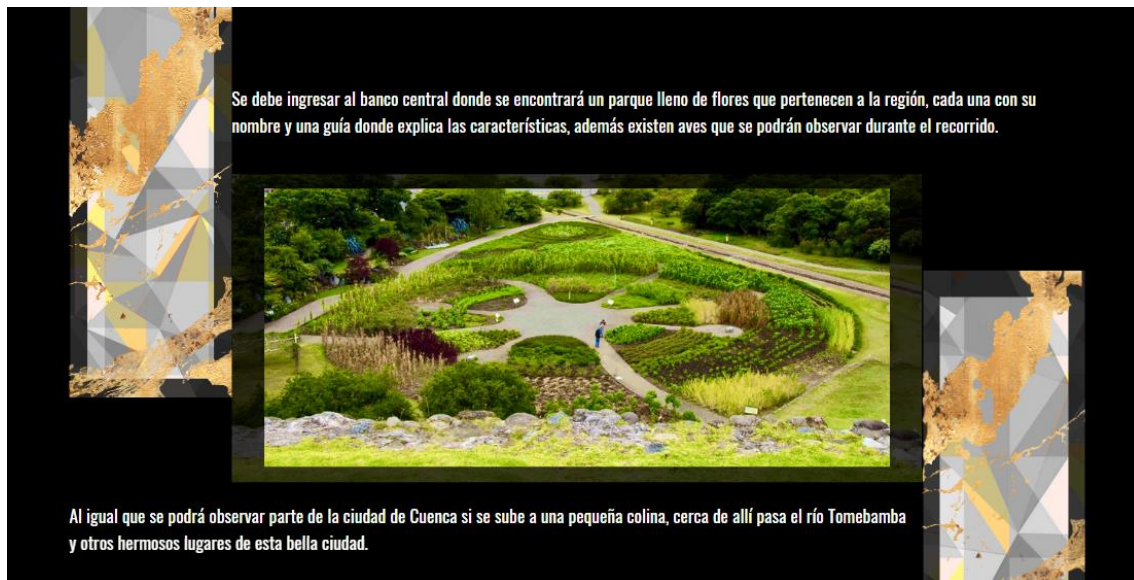 Se debe ingresar al banco central donde se encontrará un parque lleno de flores que pertenecen a la región, cada una con su
nombre y una guía donde explica las características, además existen aves que se podrán observar durante el recorrido.
Al igual que se podrá observar parte de la ciudad de Cuenca si se sube a una pequeña colina, cerca de allí pasa el río Tomebamba
y otros hermosos lugares de esta bella ciudad.